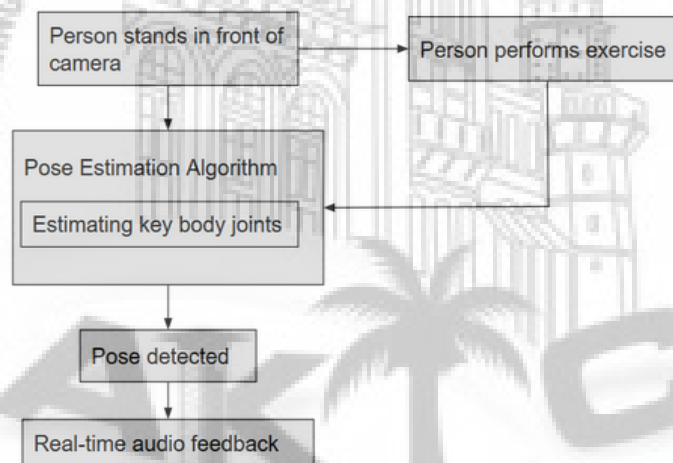 Person stands in front of
camera
Person performs exercise
Pose Estimation Algorithm
Estimating key body joints
Pose detected
Real-time audio feedback